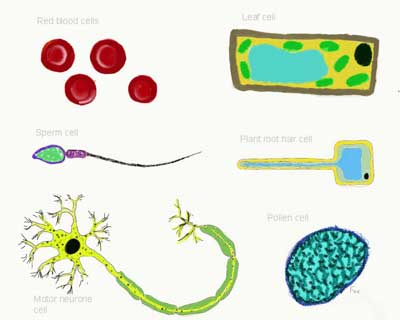 Red blood cells
Leaf cell
Sperm cell
Plant root hair cell
Pollen cell
Motor neurone
cell